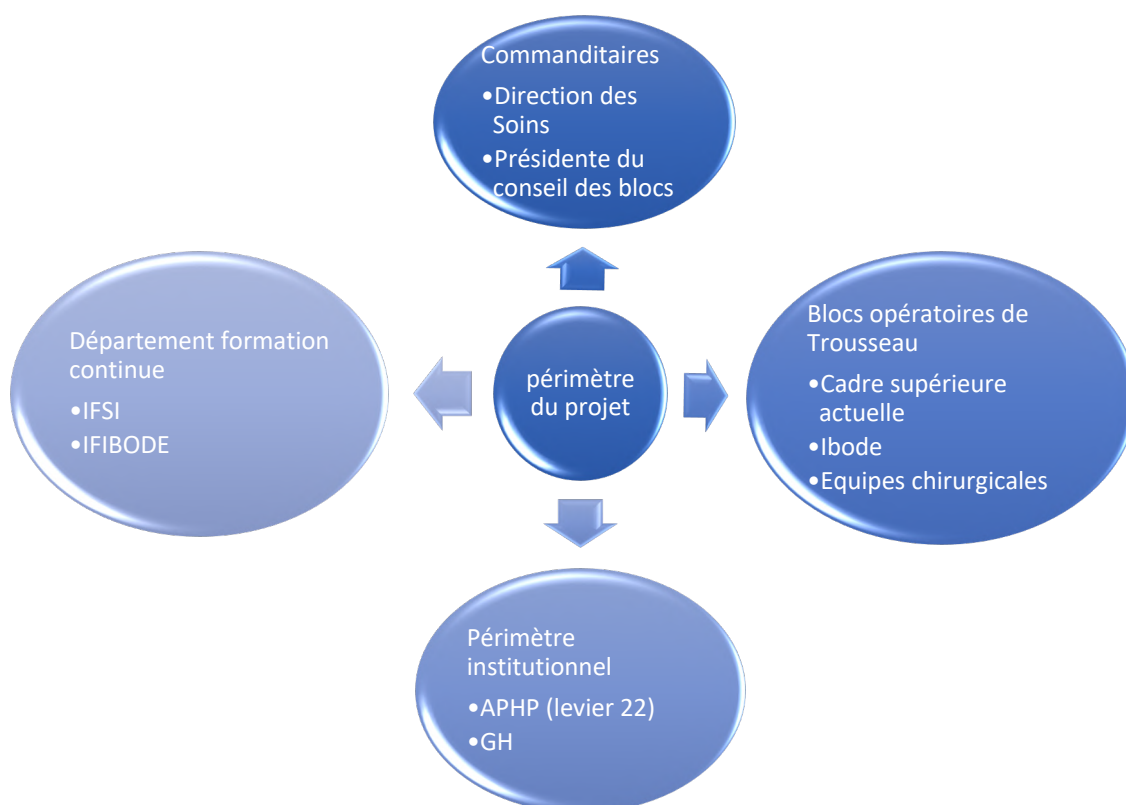 Commanditaires
•Direction des
Soins
•Présidente du
conseil des blocs
Département formation
continue
•IFSI
•IFIBODE
périmètre
du projet
Blocs opératoires de
Trousseau
•Cadre supérieure
actuelle
•Ibode
•Equipes chirurgicales
Périmètre
institutionnel
•APHP (levier 22)
•GH